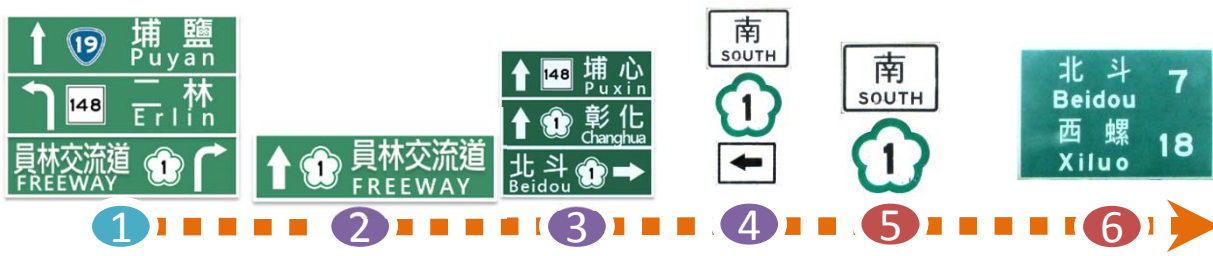 19 埔鹽
Puyan
148 二林
Erlin
員林交流道 1
FREEWAY
1 員林交流道
FREEWAY
148 埔心
Puxin
1 彰化
Changhua
北斗 1
Beidou
南
SOUTH
1
南
SOUTH
1
北斗 7
Beidou
西螺 18
Xiluo
1
2
3
4
5
6